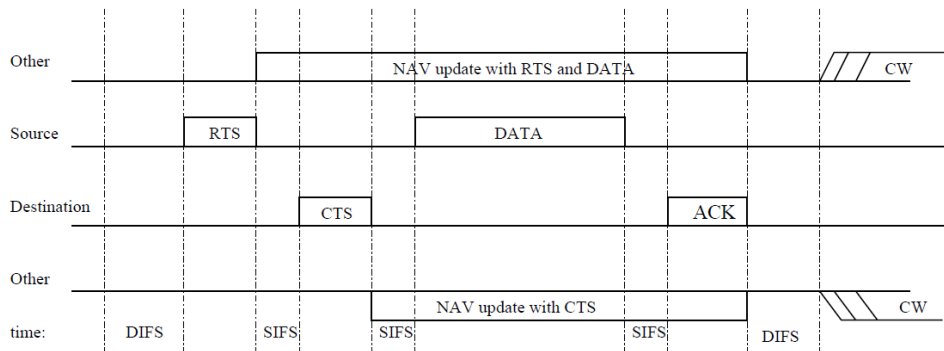 Other
NAV update with RTS and DATA
CW
Source
RTS
DATA
Destination
CTS
ACK
Other
NAV update with CTS
CW
time:
DIFS
SIFS
SIFS
SIFS
DIFS